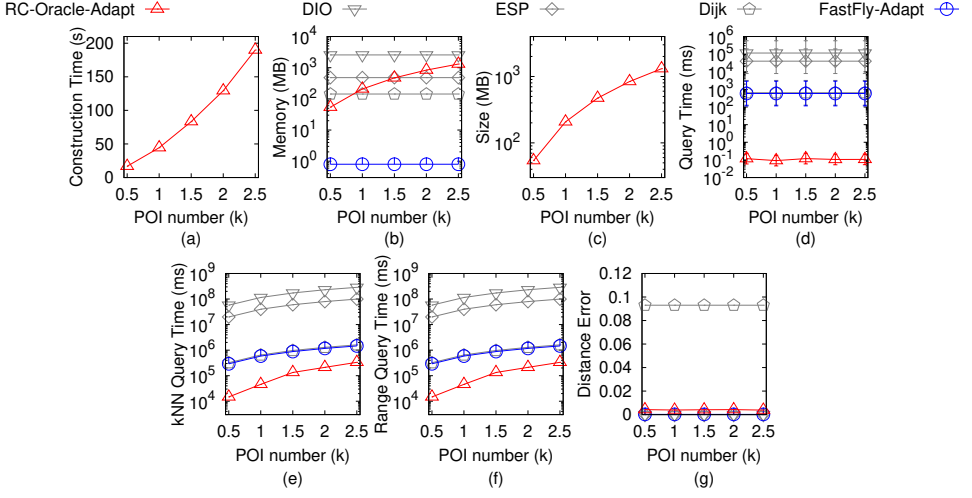 RC-Oracle-Adapt DIO ESP Dijk FastFly-Adapt
Construction Time (s)
200
150
100
50
0
0.5 1 1.5 2 2.5
POI number (k)
(a)
Memory (MB)
10^4
10^3
10^2
10^1
10^0
0.5 1 1.5 2 2.5
POI number (k)
(b)
Size (MB)
10^3
10^2
0.5 1 1.5 2 2.5
POI number (k)
(c)
Query Time (ms)
10^6
10^5
10^4
10^3
10^2
10^1
10^0
10^-1
10^-2
0.5 1 1.5 2 2.5
POI number (k)
(d)
kNN Query Time (ms)
10^9
10^8
10^7
10^6
10^5
10^4
0.5 1 1.5 2 2.5
POI number (k)
(e)
Range Query Time (ms)
10^9
10^8
10^7
10^6
10^5
10^4
0.5 1 1.5 2 2.5
POI number (k)
(f)
Distance Error
0.12
0.1
0.08
0.06
0.04
0.02
0
0.5 1 1.5 2 2.5
POI number (k)
(g)